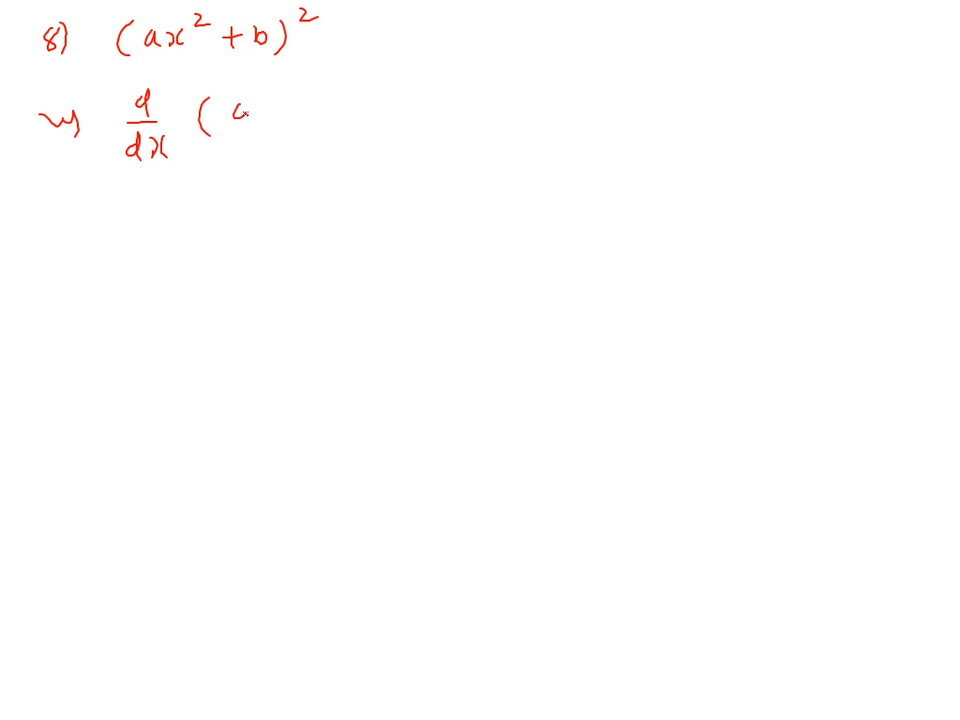 8) (ax² + b)²
d/dx (